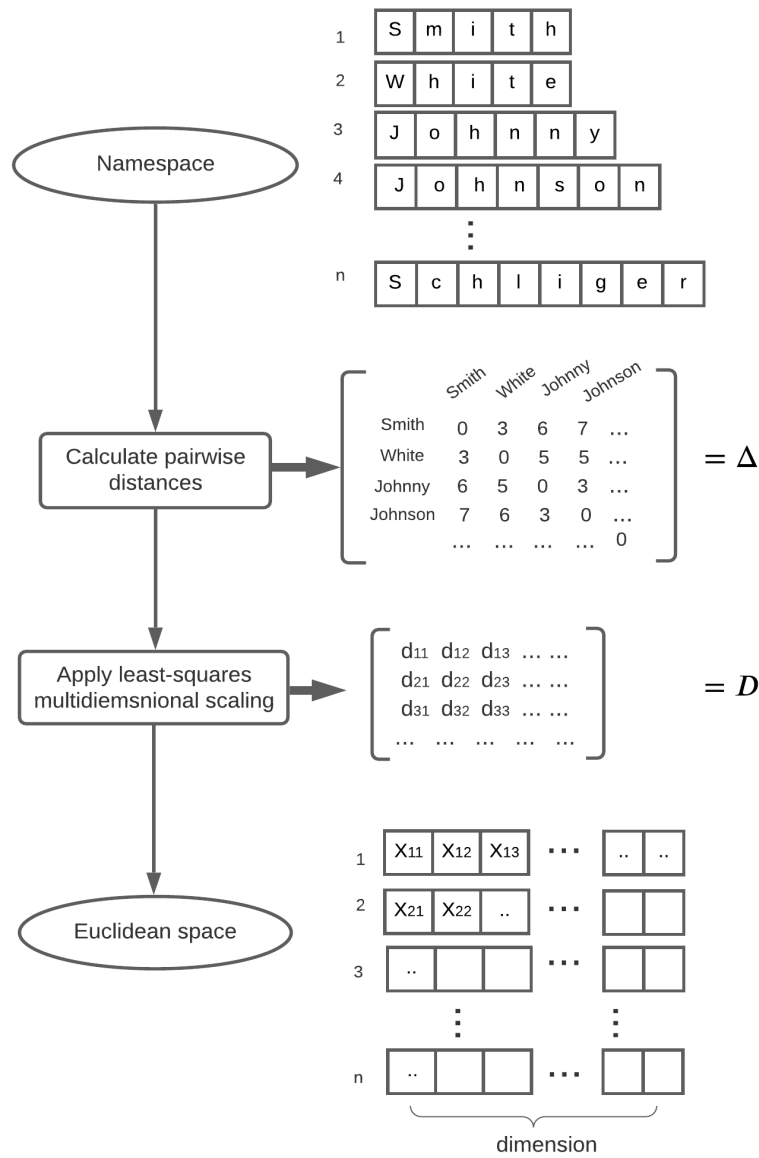 1 S m i t h
2 W h i t e
3 J o h n n y
4 J o h n s o n
n S c h l i g e r
Namespace
Calculate pairwise
distances
Smith White Johnny Johnson
Smith 0 3 6 7 ...
White 3 0 5 5 ...
Johnny 6 5 0 3 ...
Johnson 7 6 3 0 ...
... ... ... ... 0
= Δ
Apply least-squares
multidiemsnional scaling
d11 d12 d13 ... ...
d21 d22 d23 ... ...
d31 d32 d33 ... ...
... ... ... ... ...
= D
Euclidean space
1 X11 X12 X13 ... .. ..
2 X21 X22 .. ...
3 .. ...
n .. ...
dimension